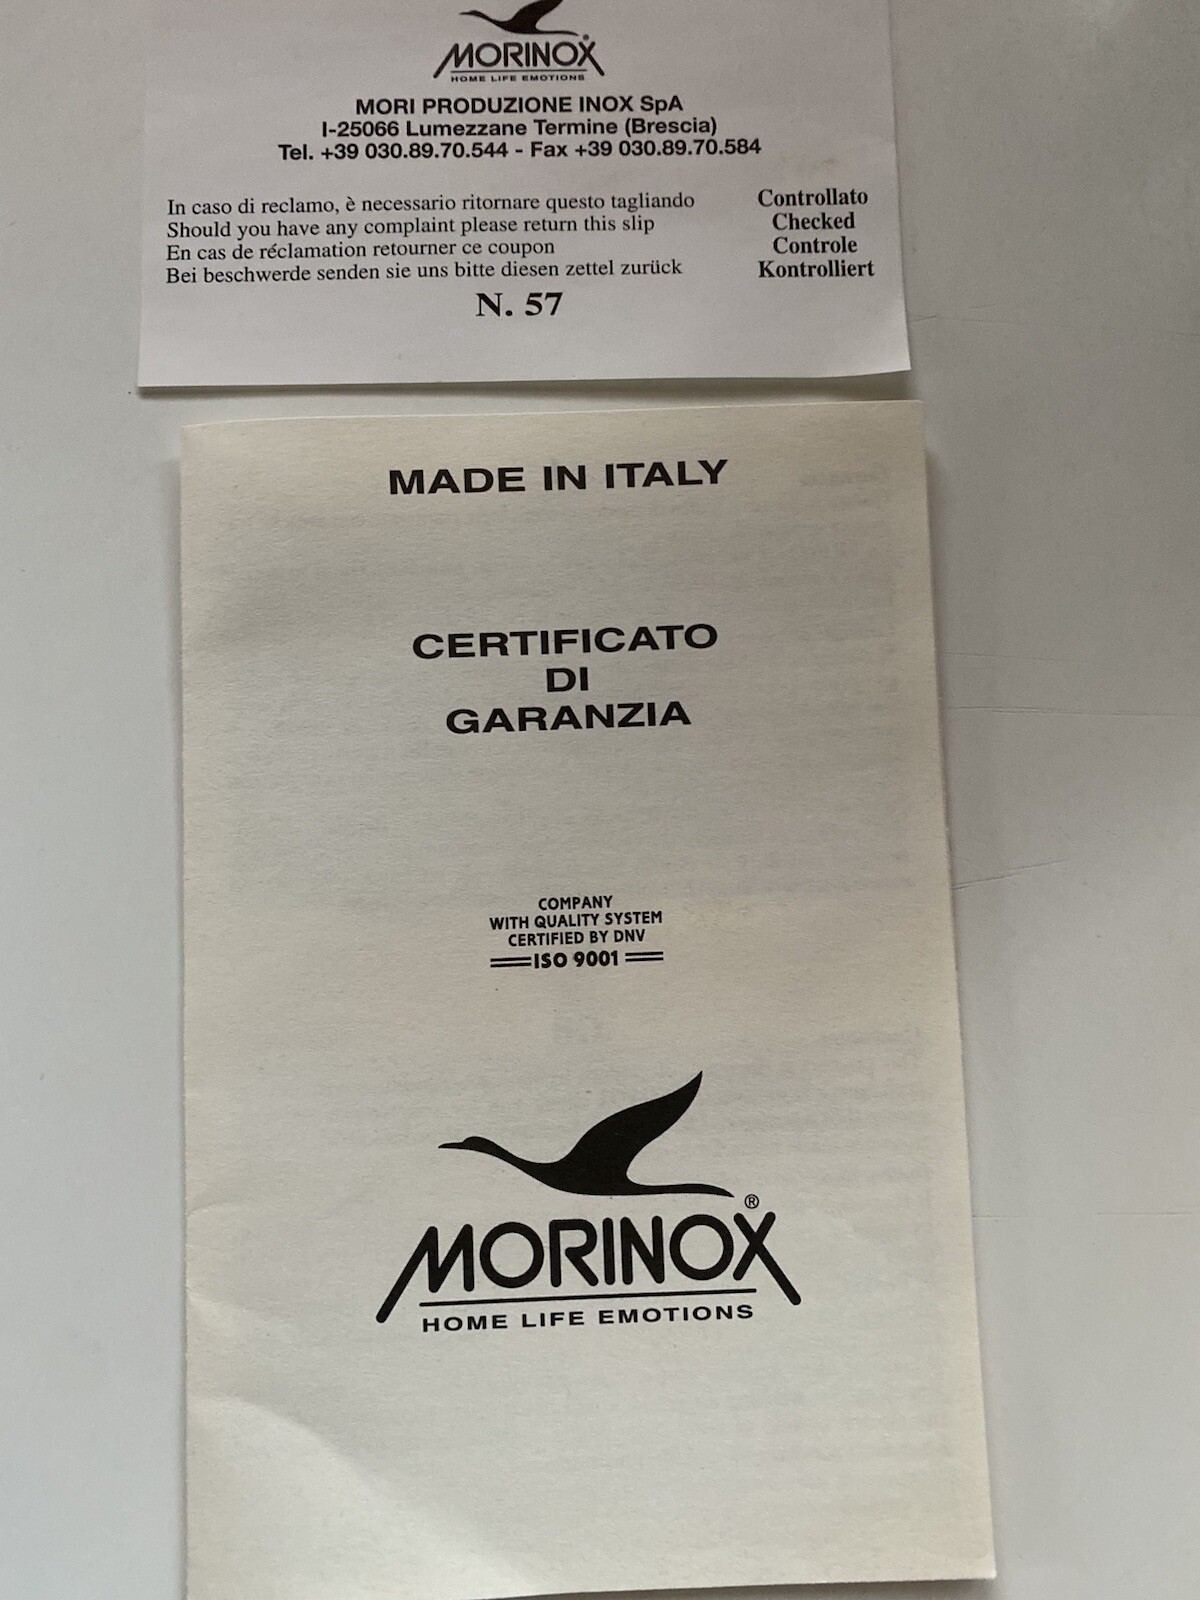 MORINOX
HOME LIFE EMOTIONS
MORI PRODUZIONE INOX SpA
I-25066 Lumezzane Termine (Brescia)
Tel. +39 030.89.70.544 - Fax +39 030.89.70.584
In caso di reclamo, è necessario ritornare questo tagliando
Should you have any complaint please return this slip
En cas de réclamation retourner ce coupon
Bei beschwerde senden sie uns bitte diesen zettel zurück
Controllato
Checked
Controle
Kontrolliert
N. 57
MADE IN ITALY
CERTIFICATO
DI
GARANZIA
COMPANY
WITH QUALITY SYSTEM
CERTIFIED BY DNV
ISO 9001
MORINOX®
HOME LIFE EMOTIONS